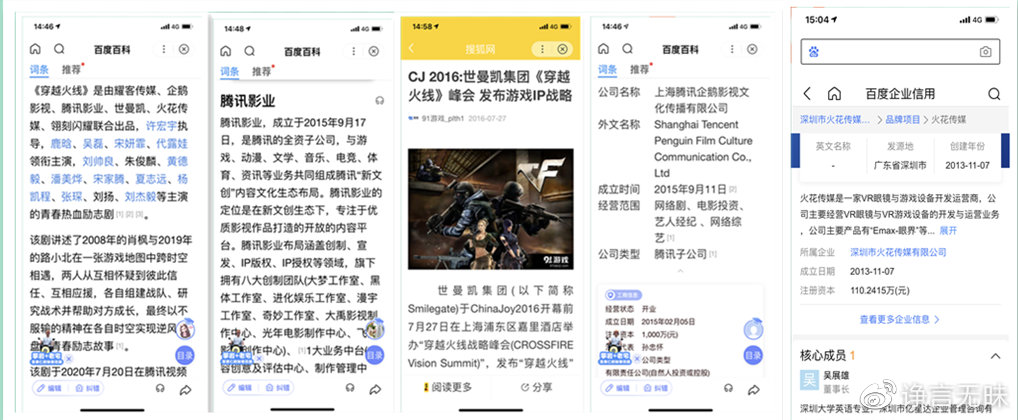 14:46
4G
百度百科
词条
推荐
《穿越火线》是由耀客传媒、企鹅
影视、腾讯影业、世曼凯、火花传
媒、翎刻闪耀联合出品，许宏宇执
导，鹿晗、吴磊、宋妍霏、代露娃
领衔主演，刘帅良、朱俊麟、黄德
毅、潘美烨、宋家腾、夏志远、杨
凯程、张琛、刘扬、刘杰毅等主演
的青春热血励志剧 [1] [2] [3]。
该剧讲述了2008年的肖枫与2019年
的路小北在一张游戏地图中跨时空
相遇，两人从互相怀疑到彼此信
任、互相应援，各自组建战队、研
究战术并帮助对方成长，最终以不
服输的精神在各自时空实现逆风
盘的青春励志故事 [1]。
目录
该剧于2020年7月20日在腾讯视频
编辑
纠错
14:48
4G
百度百科
词条
推荐
腾讯影业
腾讯影业，成立于2015年9月17
日，是腾讯的全资子公司，与游
戏、动漫、文学、音乐、电竞、体
育、资讯等业务共同组成腾讯“新文
创”内容文化生态布局。腾讯影业的
定位是在新文创生态下，专注于优
质影视作品打造的开放的内容平
台。腾讯影业布局涵盖创制、宣
发、IP版权、IP授权等领域，旗下
拥有八大创制团队(大梦工作室、黑
体工作室、进化娱乐工作室、漫宇
工作室、奇妙工作室、大禹影视制
作中心、光年电影制作中心、飞
影创作中心)、[1]大业务中台
容创意及评估中心、制作管理中
目录
编辑
纠错
14:58
4G
搜狐网
CJ 2016:世曼凯集团《穿越
火线》峰会 发布游戏IP战略
91游戏_plth1
2016-07-27
CF
91游戏
世曼凯集团(以下简称
Smilegate)于ChinaJoy2016开幕前
7月27日在上海浦东区嘉里酒店举
办“穿越火线战略峰会(CROSSFIRE
Vision Summit)”，发布“穿越火线”
阅读更多
分享
14:46
4G
百度百科
词条
推荐
公司名称
上海腾讯企鹅影视文
化传播有限公司
外文名称
Shanghai Tencent
Penguin Film Culture
Communication Co.,
Ltd
成立时间
2015年9月11日 [2]
经营范围
网络剧、电影投资、
艺人经纪 、网络综
艺 [1]
公司类型
腾讯子公司 [1]
经营状态
开业
成立日期
2015年02月05日
注册资本
1,000万(元)
孙忠怀
公司类型
有限责任公司(自然人投资或控股)
目录
编辑
纠错
15:04
4G
百度企业信用
深圳市火花传媒...
品牌项目
火花传媒
英文名称
发源地
创建年份
-
广东省深圳市
2013-11-07
火花传媒是一家VR眼镜与游戏设备开发运营商，公
司主要经营VR眼镜与VR游戏设备的开发与运营业务
，公司主要产品有“Emax-眼界”等...
展开
所属企业
深圳市火花传媒有限公司
成立日期
2013-11-07
注册资本
110.2415万(元)
查看更多企业信息
核心成员 1
吴
吴展雄
董事长
深圳大学英语专业，深圳市亿星达企业管理咨询有
诤言无昧